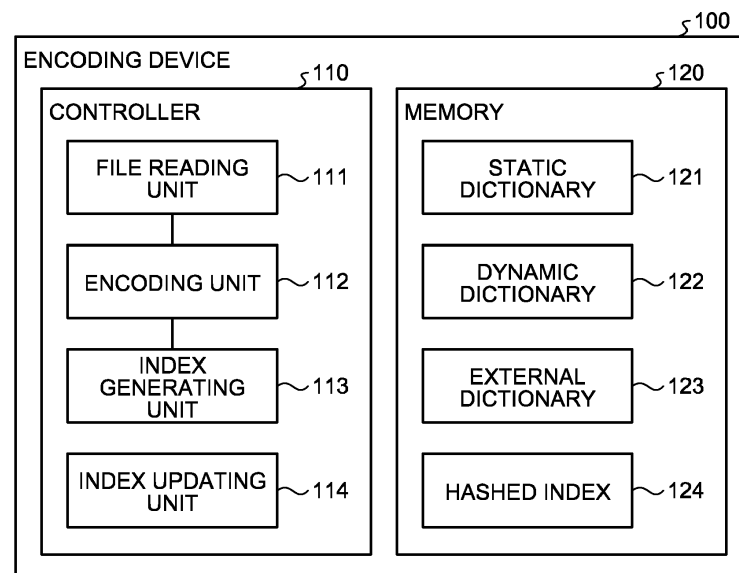 100
ENCODING DEVICE
110
CONTROLLER
FILE READING
UNIT
111
ENCODING UNIT
112
INDEX
GENERATING
UNIT
113
INDEX UPDATING
UNIT
114
120
MEMORY
STATIC
DICTIONARY
121
DYNAMIC
DICTIONARY
122
EXTERNAL
DICTIONARY
123
HASHED INDEX
124